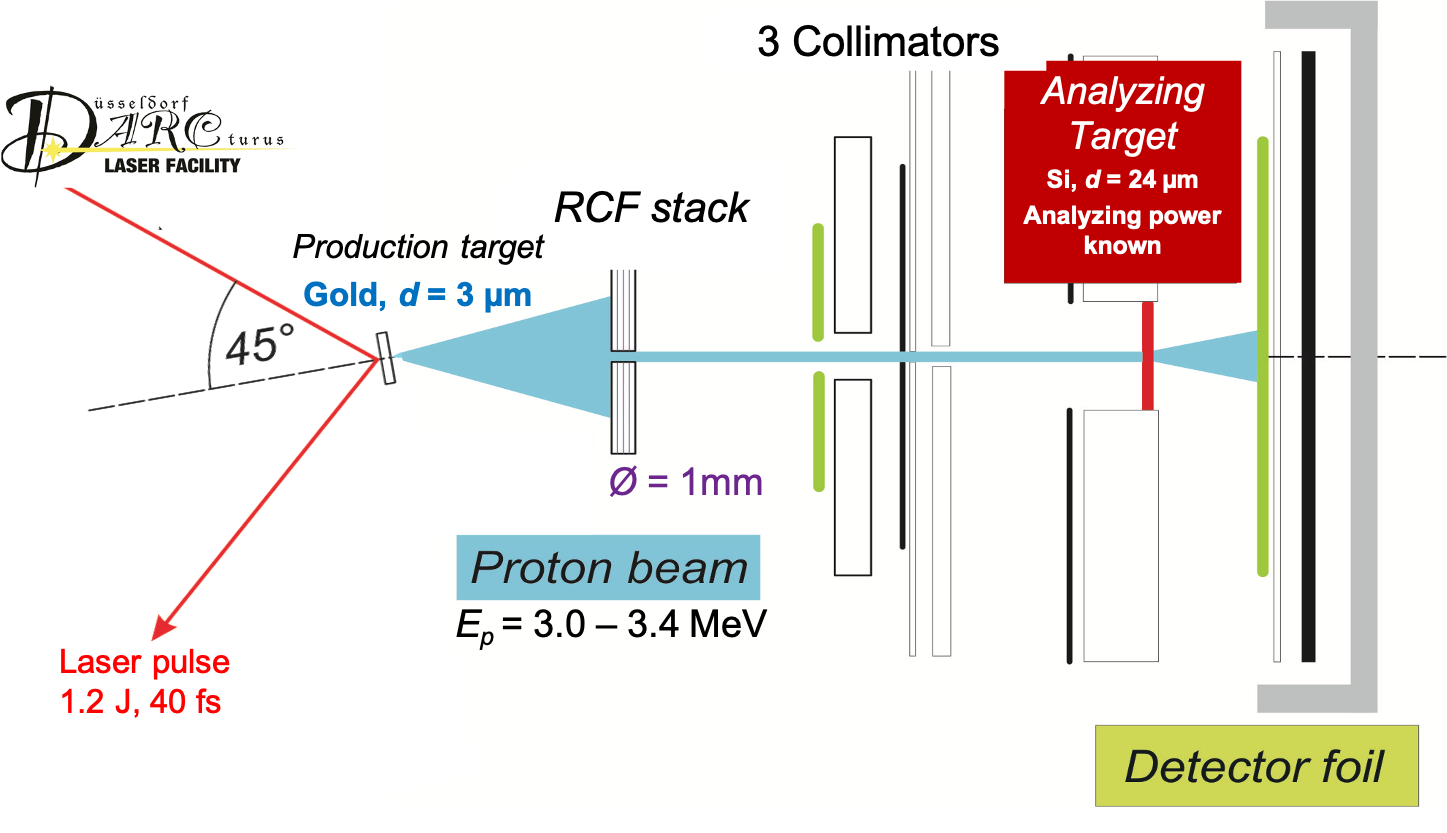 3 Collimators
Düsseldorf
ARCturus
LASER FACILITY
Analyzing
Target
Si, d = 24 µm
Analyzing power
known
RCF stack
Production target
Gold, d = 3 µm
45°
Ø = 1mm
Proton beam
Ep = 3.0 – 3.4 MeV
Laser pulse
1.2 J, 40 fs
Detector foil